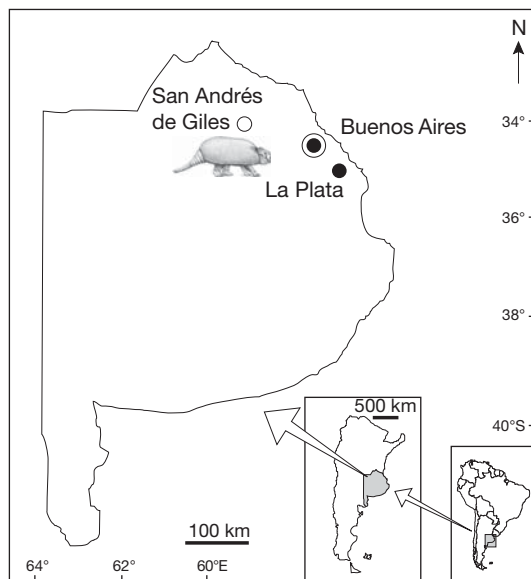 N
San Andrés
de Giles
34°
Buenos Aires
La Plata
36°
38°
500 km
40°S
100 km
64°
62°
60°E